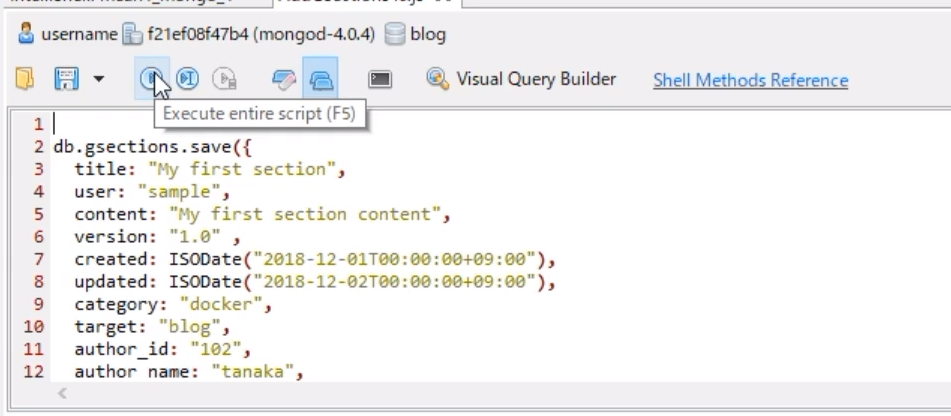 username f21ef08f47b4 (mongod-4.0.4) blog
Visual Query Builder Shell Methods Reference
Execute entire script (F5)
1
2 db.gsections.save({
3 title: "My first section",
4 user: "sample",
5 content: "My first section content",
6 version: "1.0" ,
7 created: ISODate("2018-12-01T00:00:00+09:00"),
8 updated: ISODate("2018-12-02T00:00:00+09:00"),
9 category: "docker",
10 target: "blog",
11 author_id: "102",
12 author name: "tanaka",